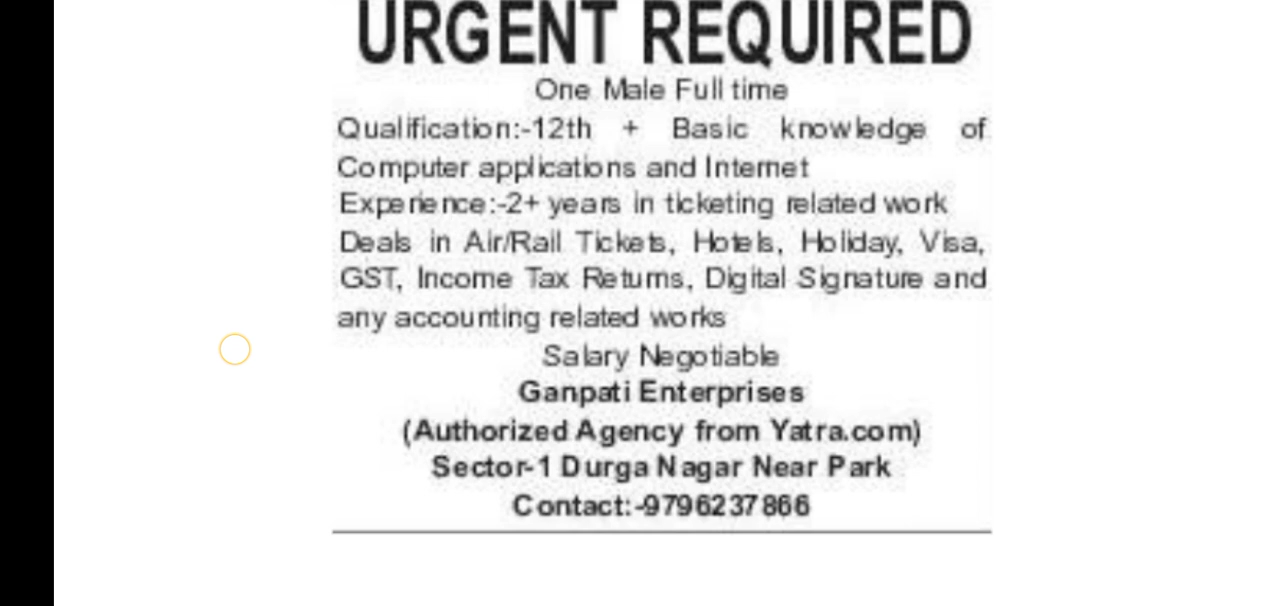 URGENT REQUIRED
One Male Full time
Qualification:-12th + Basic knowledge of
Computer applications and Internet
Experience:-2+ years in ticketing related work
Deals in Air/Rail Tickets, Hotels, Holiday, Visa,
GST, Income Tax Returns, Digital Signature and
any accounting related works
Salary Negotiable
Ganpati Enterprises
(Authorized Agency from Yatra.com)
Sector-1 Durga Nagar Near Park
Contact:-9796237866